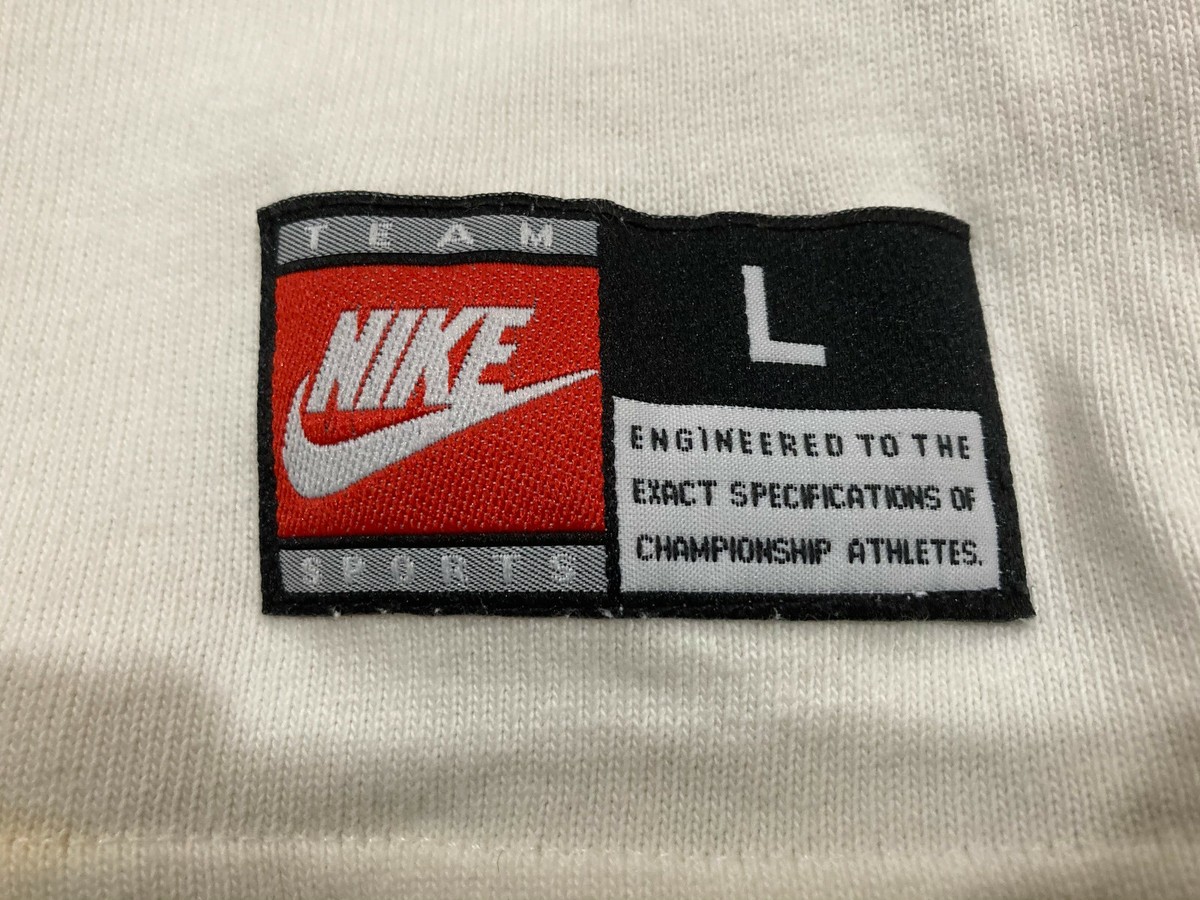 TEAM
NIKE
SPORTS
L
ENGINEERED TO THE
EXACT SPECIFICATIONS OF
CHAMPIONSHIP ATHLETES.